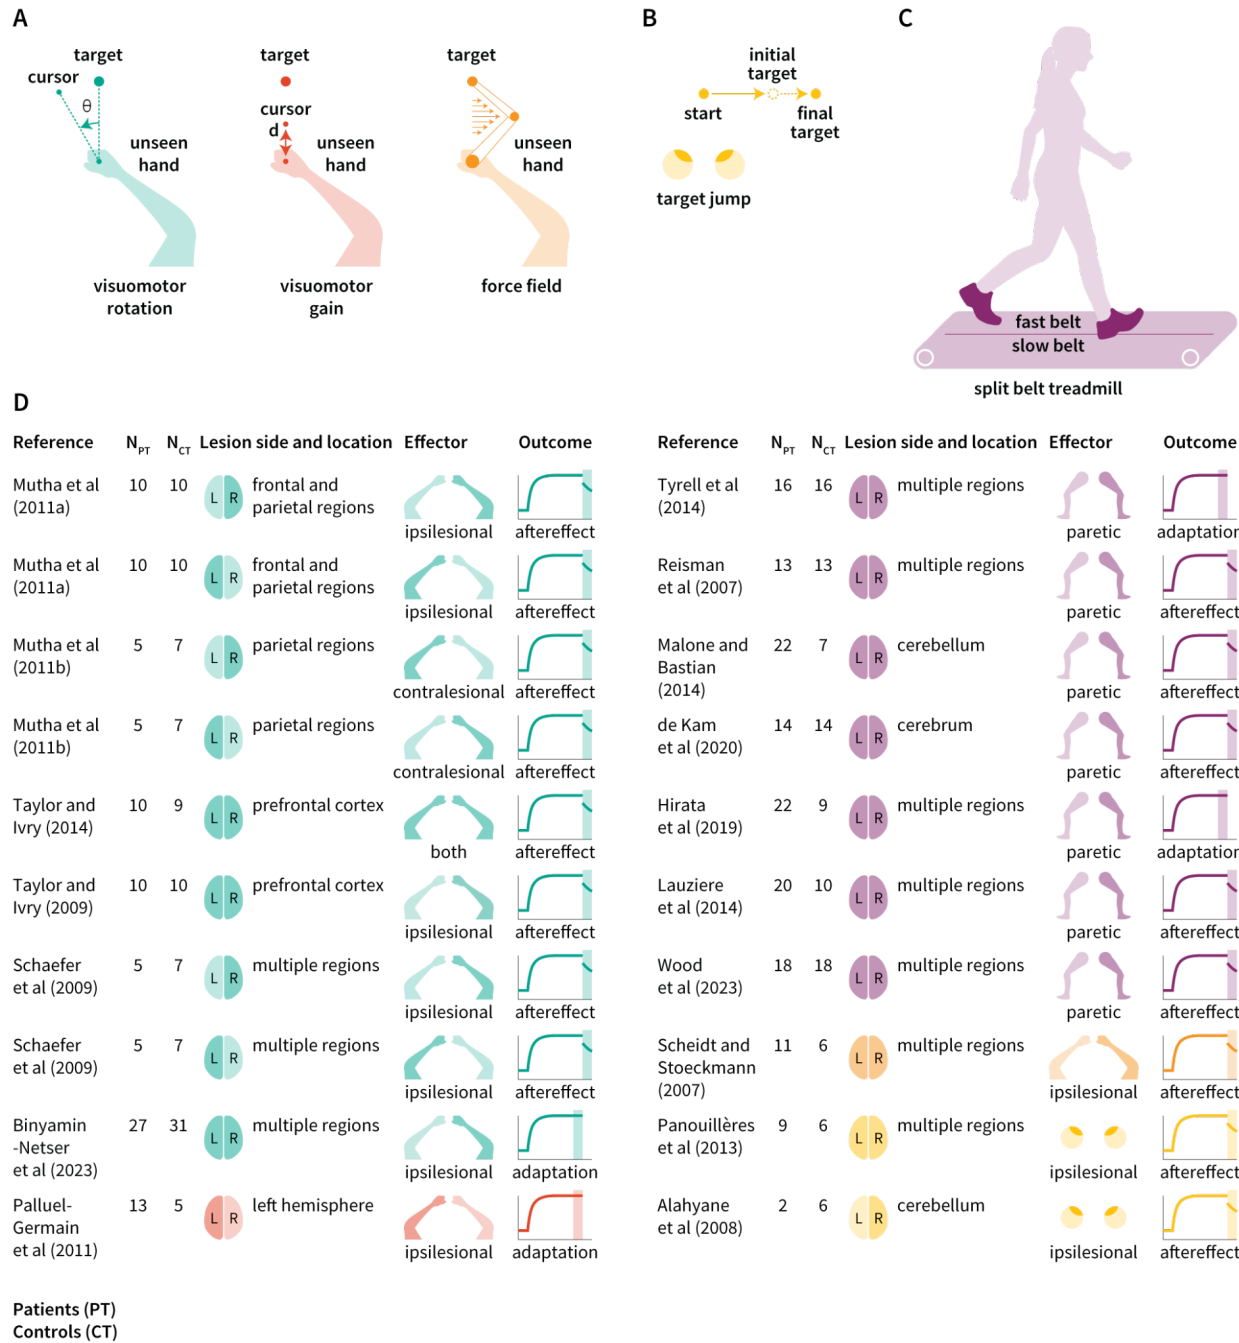 A
target
cursor
θ
unseen
hand
visuomotor
rotation
target
cursor
d
unseen
hand
visuomotor
gain
target
unseen
hand
force field
B
initial
target
start
final
target
target jump
C
fast belt
slow belt
split belt treadmill
D
Reference NPT NCT Lesion side and location Effector Outcome
Mutha et al 10 10 L R frontal and
(2011a) parietal regions
ipsilesional aftereffect
Mutha et al 10 10 L R frontal and
(2011a) parietal regions
ipsilesional aftereffect
Mutha et al 5 7 L R parietal regions
(2011b)
contralesional aftereffect
Mutha et al 5 7 L R parietal regions
(2011b)
contralesional aftereffect
Taylor and 10 9 L R prefrontal cortex
Ivry (2014)
both aftereffect
Taylor and 10 10 L R prefrontal cortex
Ivry (2009)
ipsilesional aftereffect
Schaefer 5 7 L R multiple regions
et al (2009)
ipsilesional aftereffect
Schaefer 5 7 L R multiple regions
et al (2009)
ipsilesional aftereffect
Binyamin 27 31 L R multiple regions
-Netser
et al (2023) ipsilesional adaptation
Palluel- 13 5 L R left hemisphere
Germain
et al (2011) ipsilesional adaptation
Reference NPT NCT Lesion side and location Effector Outcome
Tyrell et al 16 16 L R multiple regions
(2014)
paretic adaptation
Reisman 13 13 L R multiple regions
et al (2007)
paretic aftereffect
Malone and 22 7 L R cerebellum
Bastian
(2014) paretic aftereffect
de Kam 14 14 L R cerebrum
et al (2020)
paretic aftereffect
Hirata 22 9 L R multiple regions
et al (2019)
paretic adaptation
Lauziere 20 10 L R multiple regions
et al (2014)
paretic aftereffect
Wood 18 18 L R multiple regions
et al (2023)
paretic aftereffect
Scheidt and 11 6 L R multiple regions
Stoeckmann
(2007) ipsilesional aftereffect
Panouillères 9 6 L R multiple regions
et al (2013)
ipsilesional aftereffect
Alahyane 2 6 L R cerebellum
et al (2008)
ipsilesional aftereffect
Patients (PT)
Controls (CT)